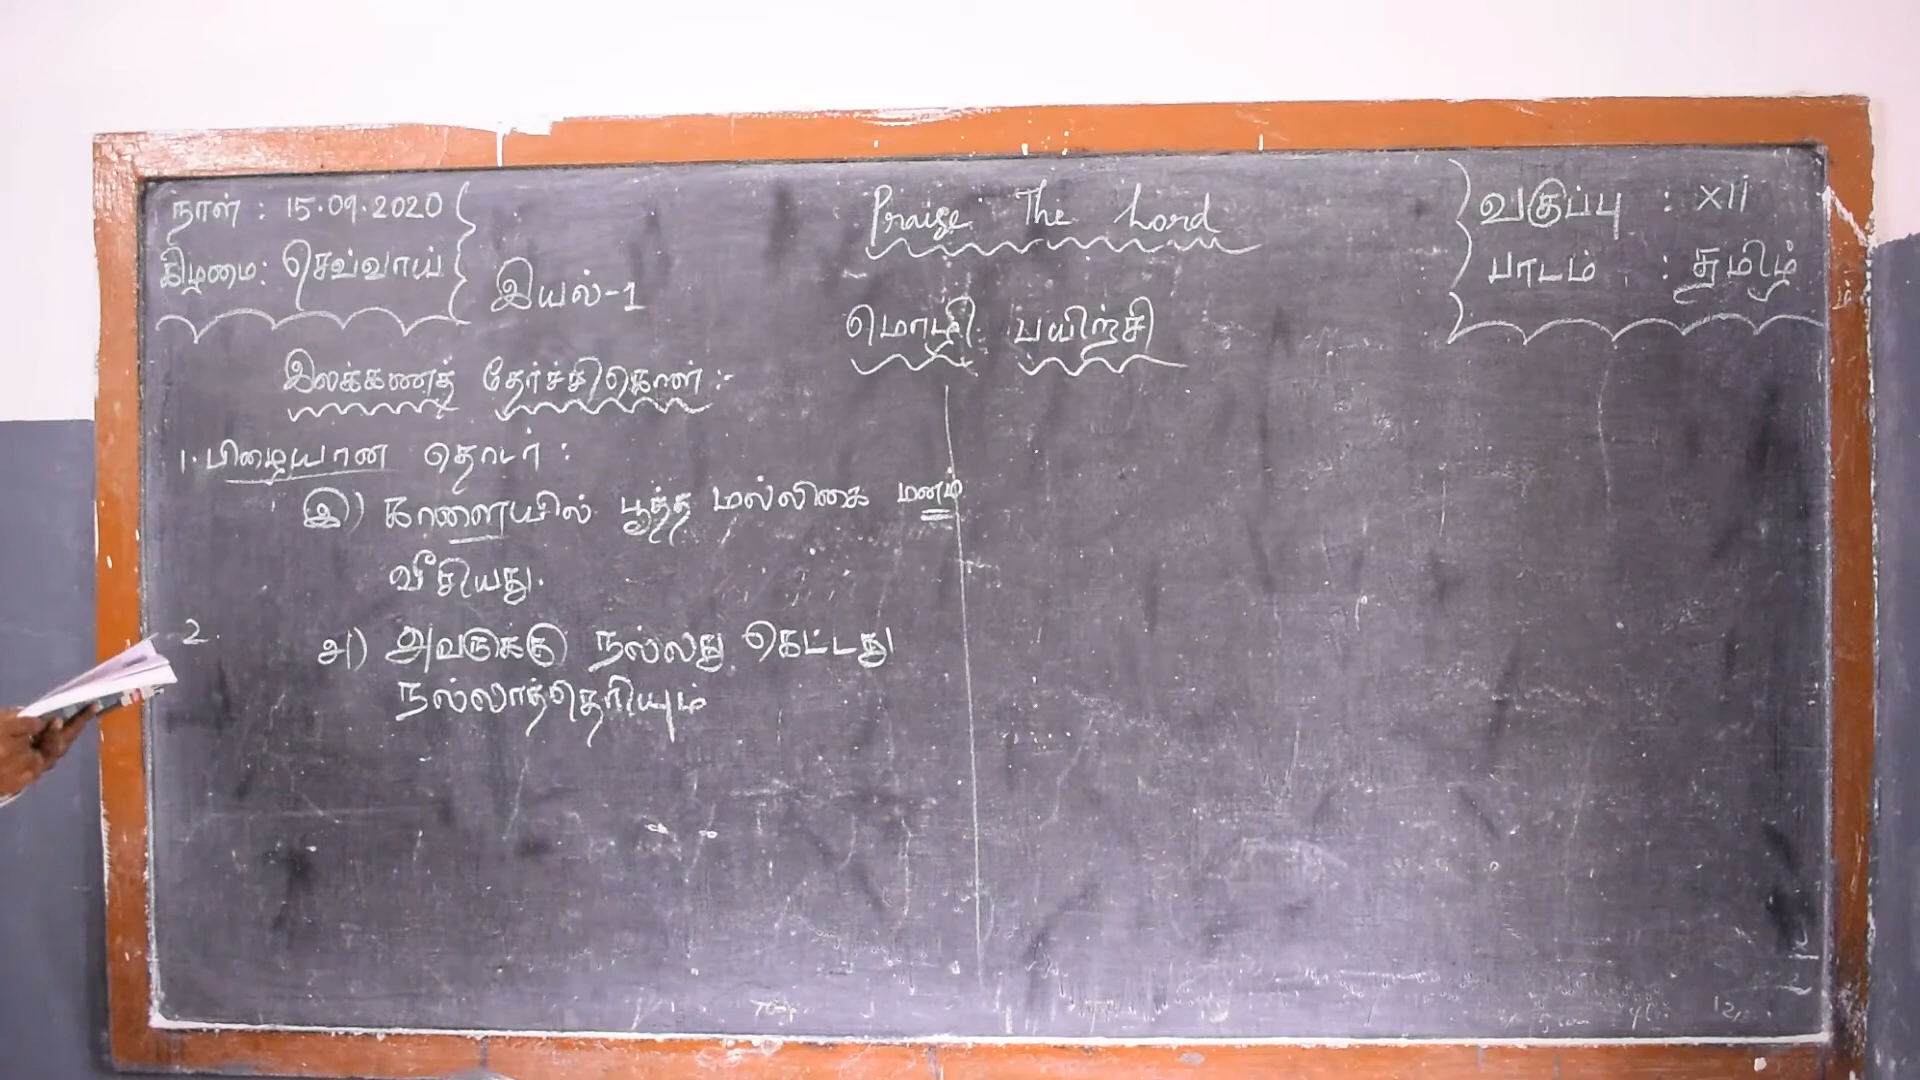 நாள் : 15.09.2020
கிழமை: செவ்வாய்
Praise The Lord
வகுப்பு : XII
பாடம் : தமிழ்
இயல்-1
மொழி பயிற்சி
இலக்கணத் தேர்ச்சிகொள் :-
1. பிழையான தொடர் :
இ) காளையில் பூத்த மல்லிகை மனம்
வீசியது.
2.
அ) அவருக்கு நல்லது கெட்டது
நல்லாத்தெரியும்